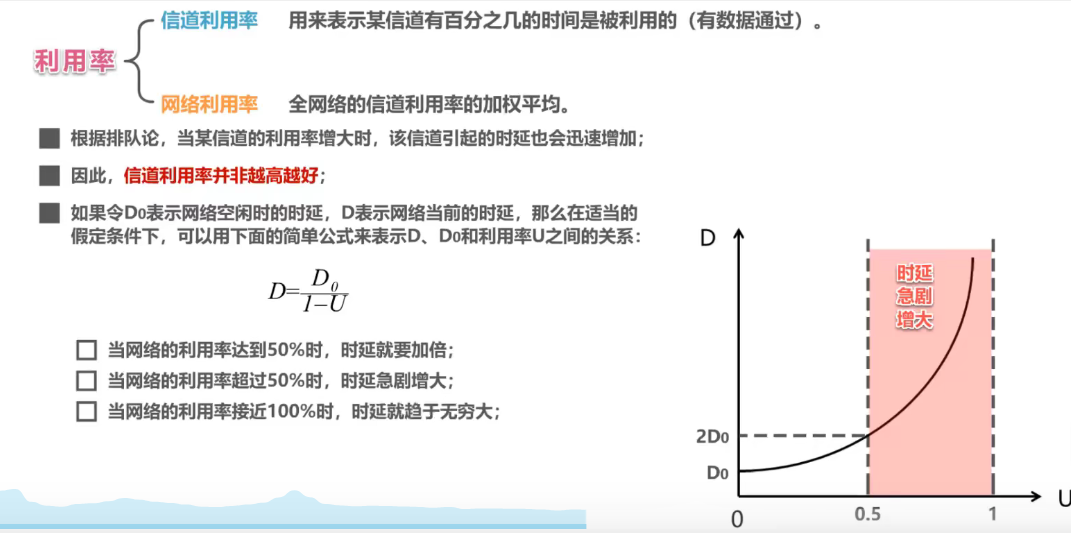 信道利用率 用来表示某信道有百分之几的时间是被利用的（有数据通过）。
利用率
网络利用率 全网络的信道利用率的加权平均。
根据排队论，当某信道的利用率增大时，该信道引起的时延也会迅速增加；
因此，信道利用率并非越高越好；
如果令D0表示网络空闲时的时延，D表示网络当前的时延，那么在适当的
假定条件下，可以用下面的简单公式来表示D、D0和利用率U之间的关系：
D=D0/1−U
当网络的利用率达到50%时，时延就要加倍；
当网络的利用率超过50%时，时延急剧增大；
当网络的利用率接近100%时，时延就趋于无穷大；
D
时延
急剧
增大
2D0
D0
0
0.5
1
U